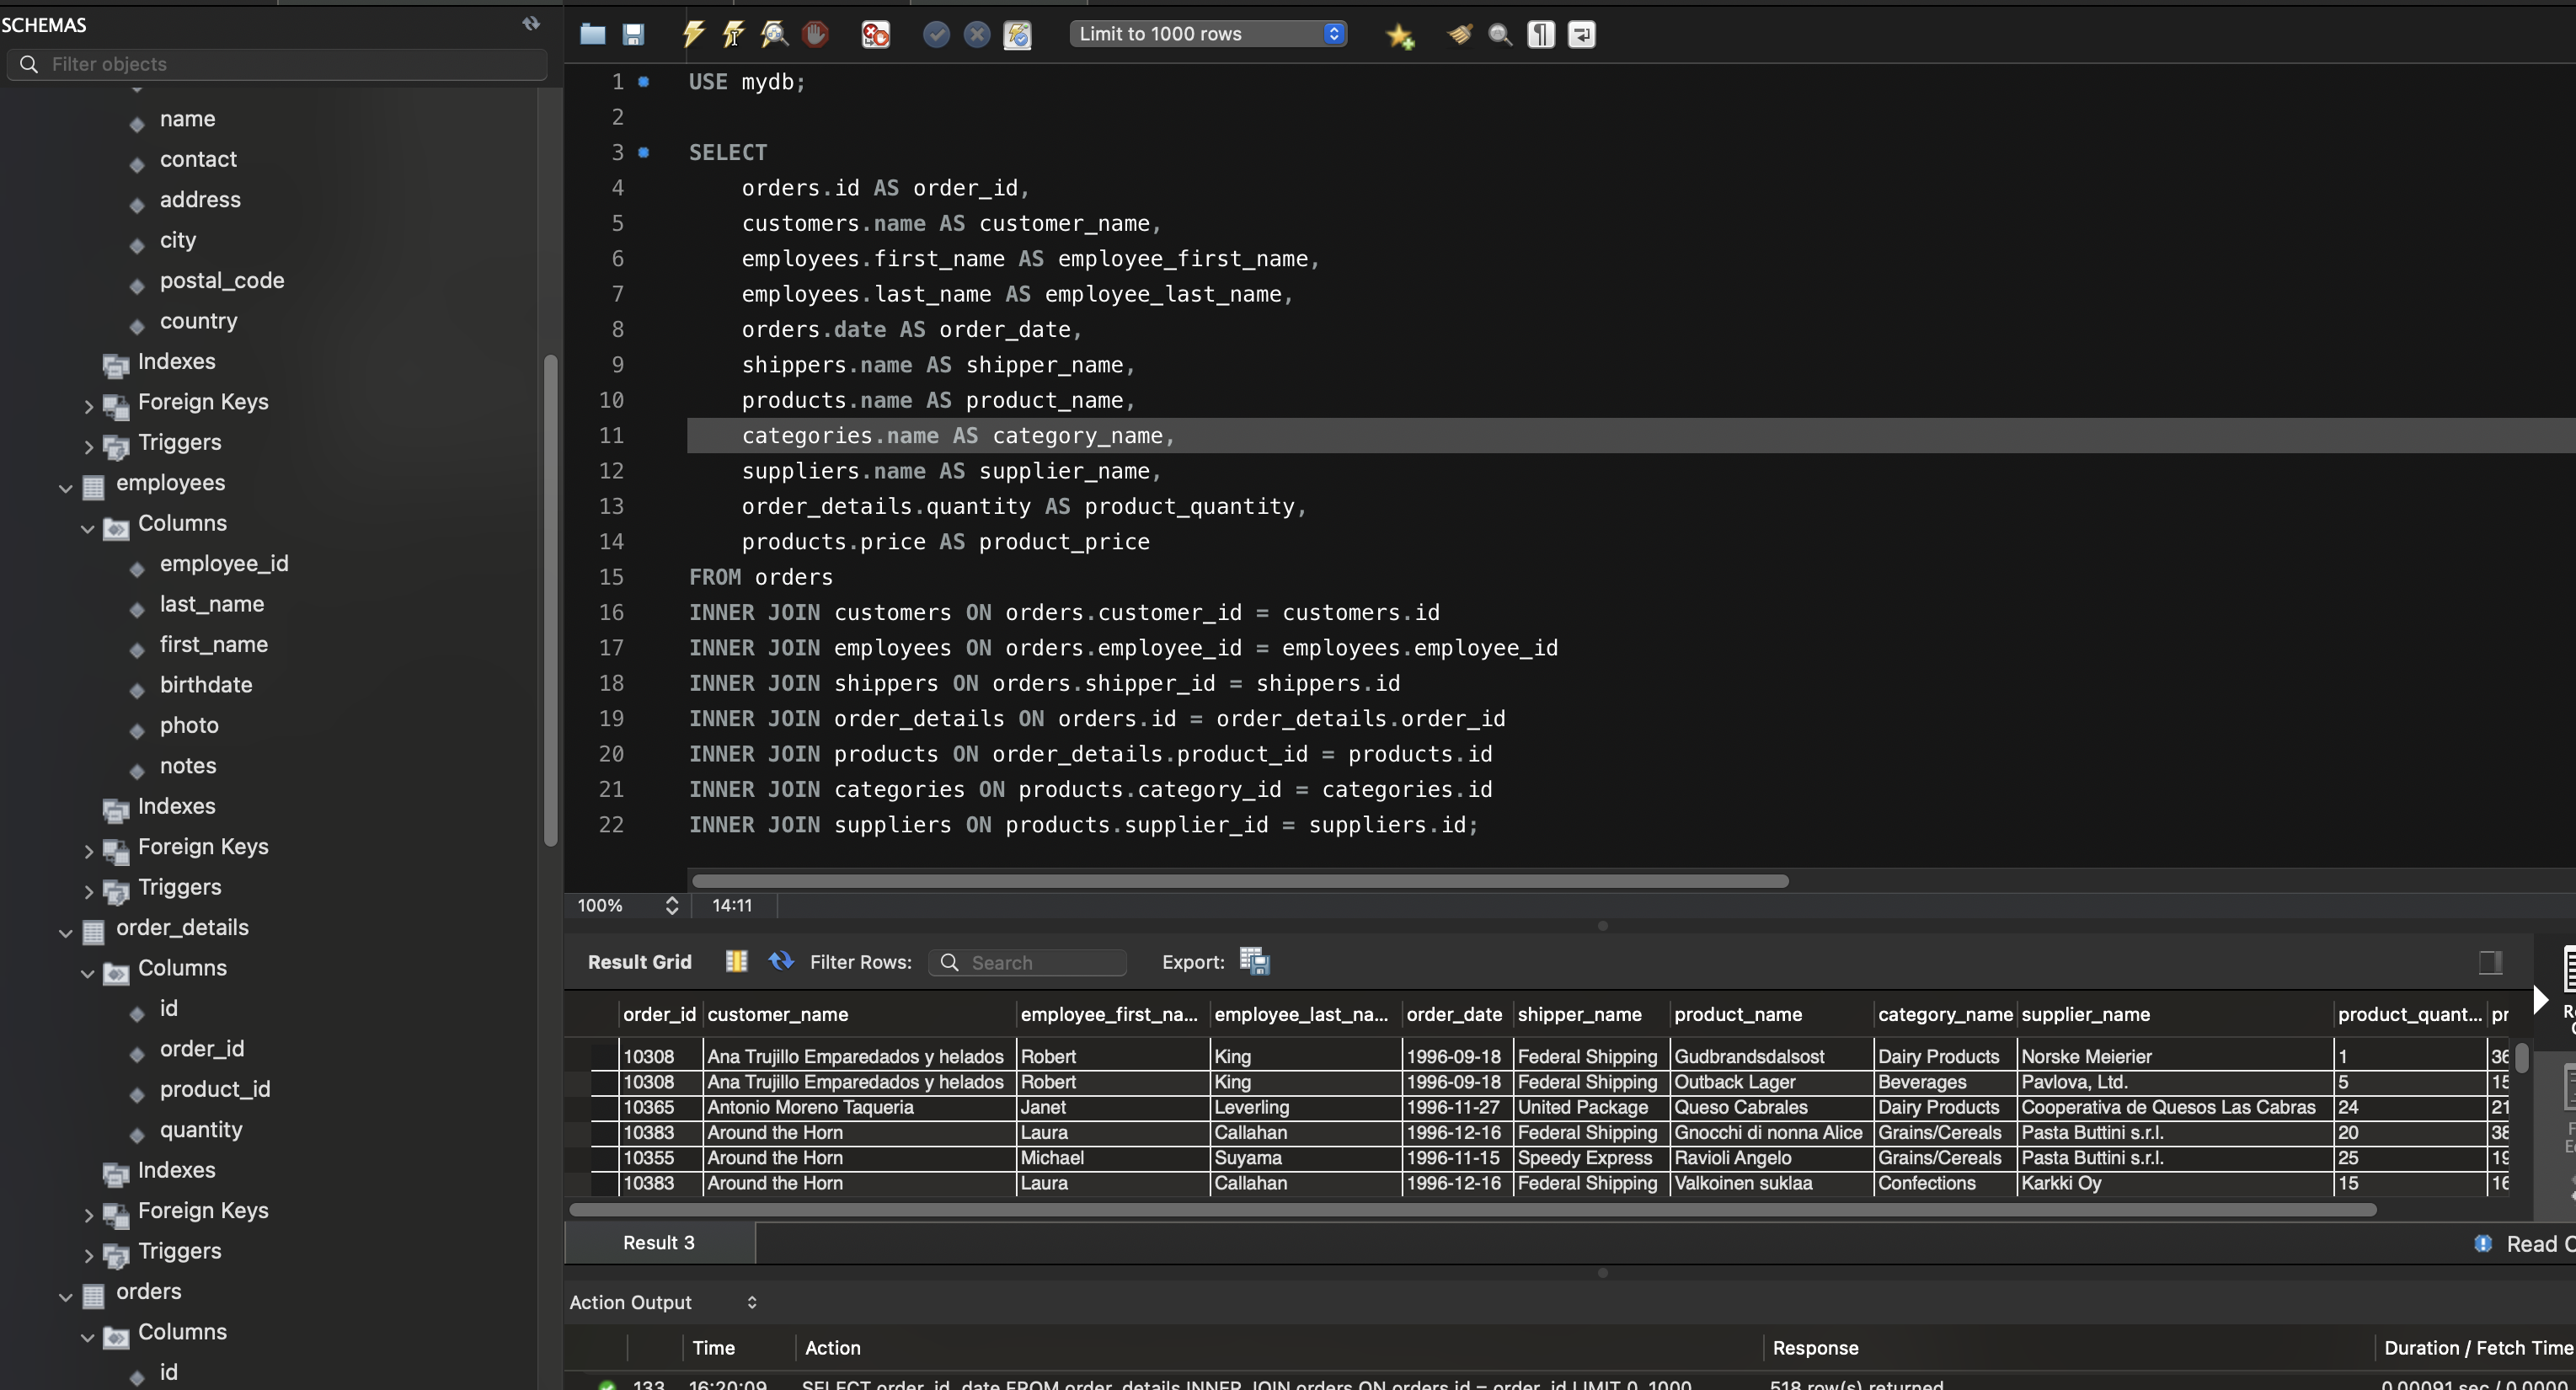 SCHEMAS
Filter objects
name
contact
address
city
postal_code
country
Indexes
Foreign Keys
Triggers
employees
Columns
employee_id
last_name
first_name
birthdate
photo
notes
Indexes
Foreign Keys
Triggers
order_details
Columns
id
order_id
product_id
quantity
Indexes
Foreign Keys
Triggers
orders
Columns
id
Limit to 1000 rows
1 USE mydb;
2
3 SELECT
4 orders.id AS order_id,
5 customers.name AS customer_name,
6 employees.first_name AS employee_first_name,
7 employees.last_name AS employee_last_name,
8 orders.date AS order_date,
9 shippers.name AS shipper_name,
10 products.name AS product_name,
11 categories.name AS category_name,
12 suppliers.name AS supplier_name,
13 order_details.quantity AS product_quantity,
14 products.price AS product_price
15 FROM orders
16 INNER JOIN customers ON orders.customer_id = customers.id
17 INNER JOIN employees ON orders.employee_id = employees.employee_id
18 INNER JOIN shippers ON orders.shipper_id = shippers.id
19 INNER JOIN order_details ON orders.id = order_details.order_id
20 INNER JOIN products ON order_details.product_id = products.id
21 INNER JOIN categories ON products.category_id = categories.id
22 INNER JOIN suppliers ON products.supplier_id = suppliers.id;
100% 14:11
Result Grid Filter Rows: Search Export:
order_id customer_name employee_first_na... employee_last_na... order_date shipper_name product_name category_name supplier_name product_quant... pr
10308 Ana Trujillo Emparedados y helados Robert King 1996-09-18 Federal Shipping Gudbrandsdalsost Dairy Products Norske Meierier 1 36
10308 Ana Trujillo Emparedados y helados Robert King 1996-09-18 Federal Shipping Outback Lager Beverages Pavlova, Ltd. 5 15
10365 Antonio Moreno Taqueria Janet Leverling 1996-11-27 United Package Queso Cabrales Dairy Products Cooperativa de Quesos Las Cabras 24 21
10383 Around the Horn Laura Callahan 1996-12-16 Federal Shipping Gnocchi di nonna Alice Grains/Cereals Pasta Buttini s.r.l. 20 38
10355 Around the Horn Michael Suyama 1996-11-15 Speedy Express Ravioli Angelo Grains/Cereals Pasta Buttini s.r.l. 25 19
10383 Around the Horn Laura Callahan 1996-12-16 Federal Shipping Valkoinen suklaa Confections Karkki Oy 15 16
Result 3 Read
Action Output
Time Action Response Duration / Fetch Time
133 16:20:09 SELECT order_id, date FROM order_details INNER JOIN orders ON orders.id = order_id LIMIT 0, 1000 518 row(s) returned 0.00091 sec / 0.0000